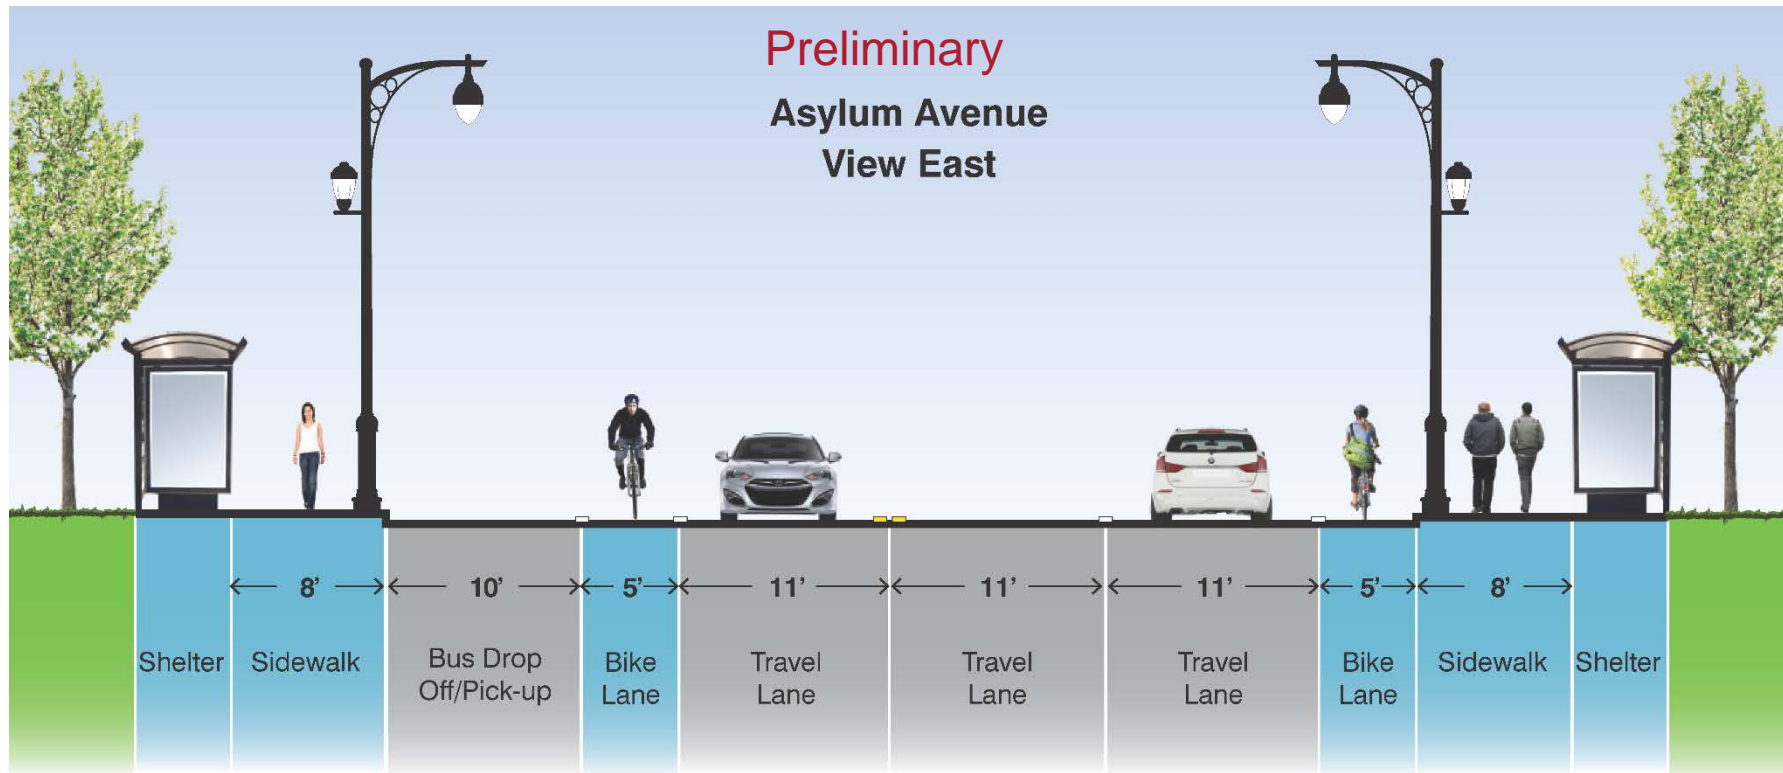 Preliminary
Asylum Avenue
View East
8’ 10’ 5’ 11’ 11’ 11’ 5’ 8’
Shelter
Sidewalk
Bus Drop
Off/Pick-up
Bike
Lane
Travel
Lane
Travel
Lane
Travel
Lane
Bike
Lane
Sidewalk
Shelter